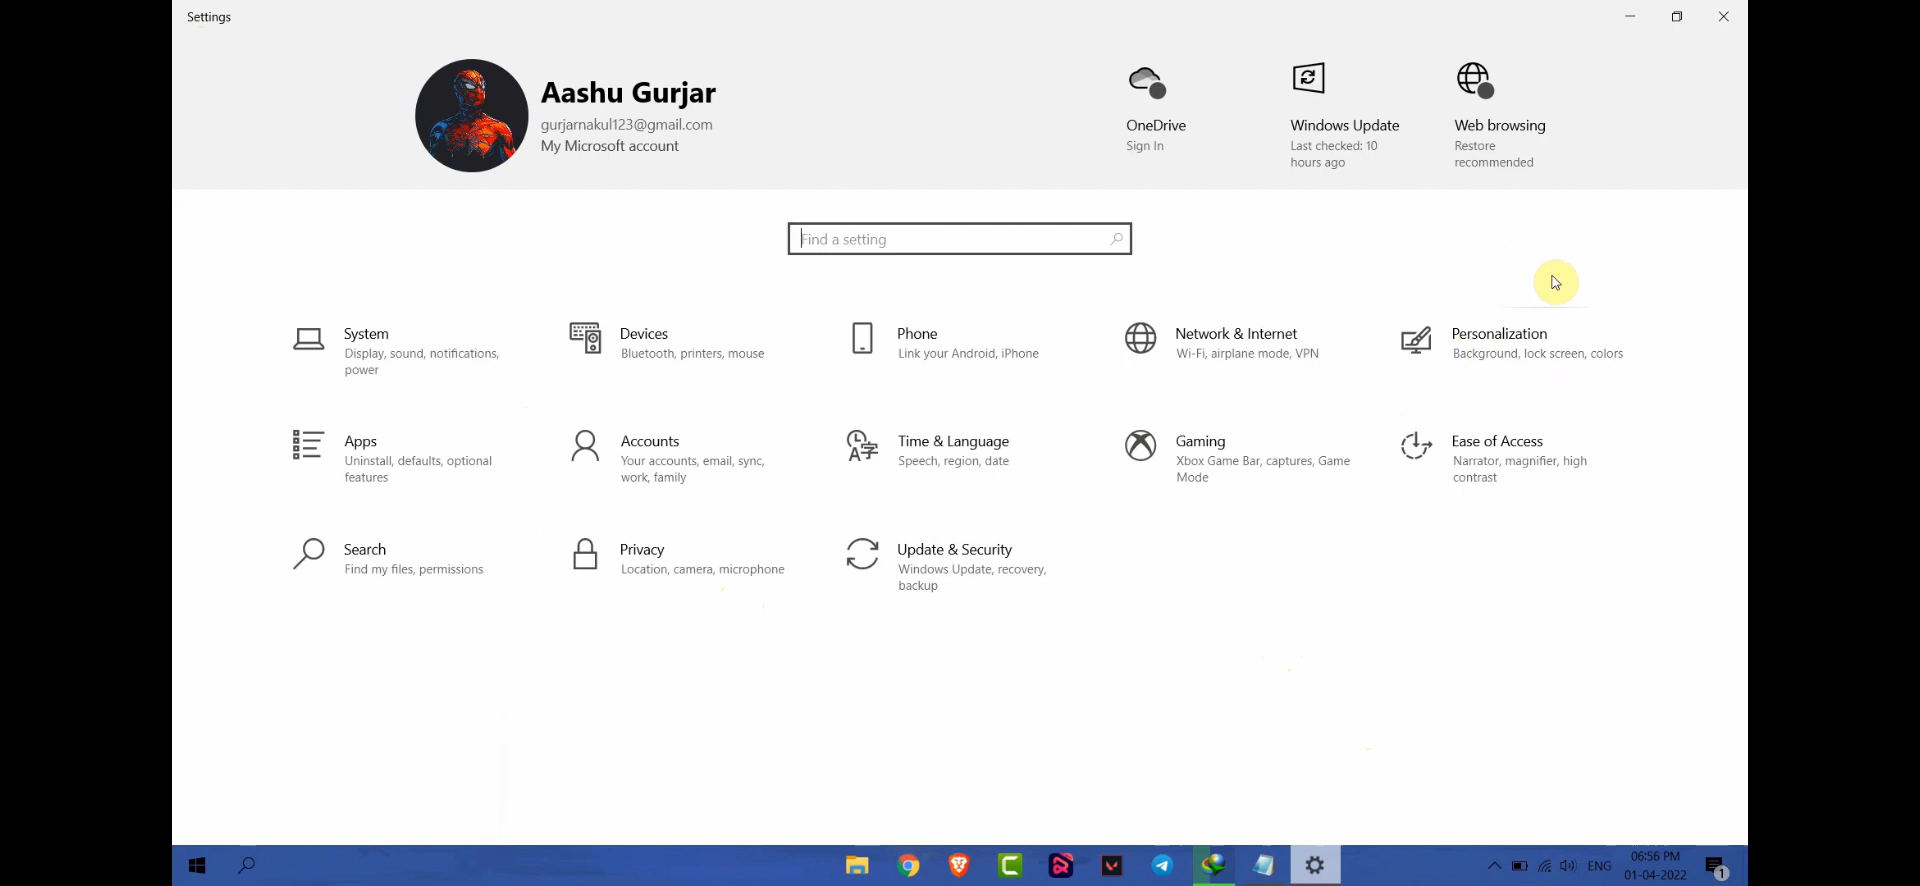 Settings
Aashu Gurjar
gurjarnakul123@gmail.com
My Microsoft account
OneDrive
Sign In
Windows Update
Last checked: 10
hours ago
Web browsing
Restore
recommended
Find a setting
System
Display, sound, notifications,
power
Devices
Bluetooth, printers, mouse
Phone
Link your Android, iPhone
Network & Internet
Wi-Fi, airplane mode, VPN
Personalization
Background, lock screen, colors
Apps
Uninstall, defaults, optional
features
Accounts
Your accounts, email, sync,
work, family
Time & Language
Speech, region, date
Gaming
Xbox Game Bar, captures, Game
Mode
Ease of Access
Narrator, magnifier, high
contrast
Search
Find my files, permissions
Privacy
Location, camera, microphone
Update & Security
Windows Update, recovery,
backup
ENG
06:56 PM
01-04-2022
1